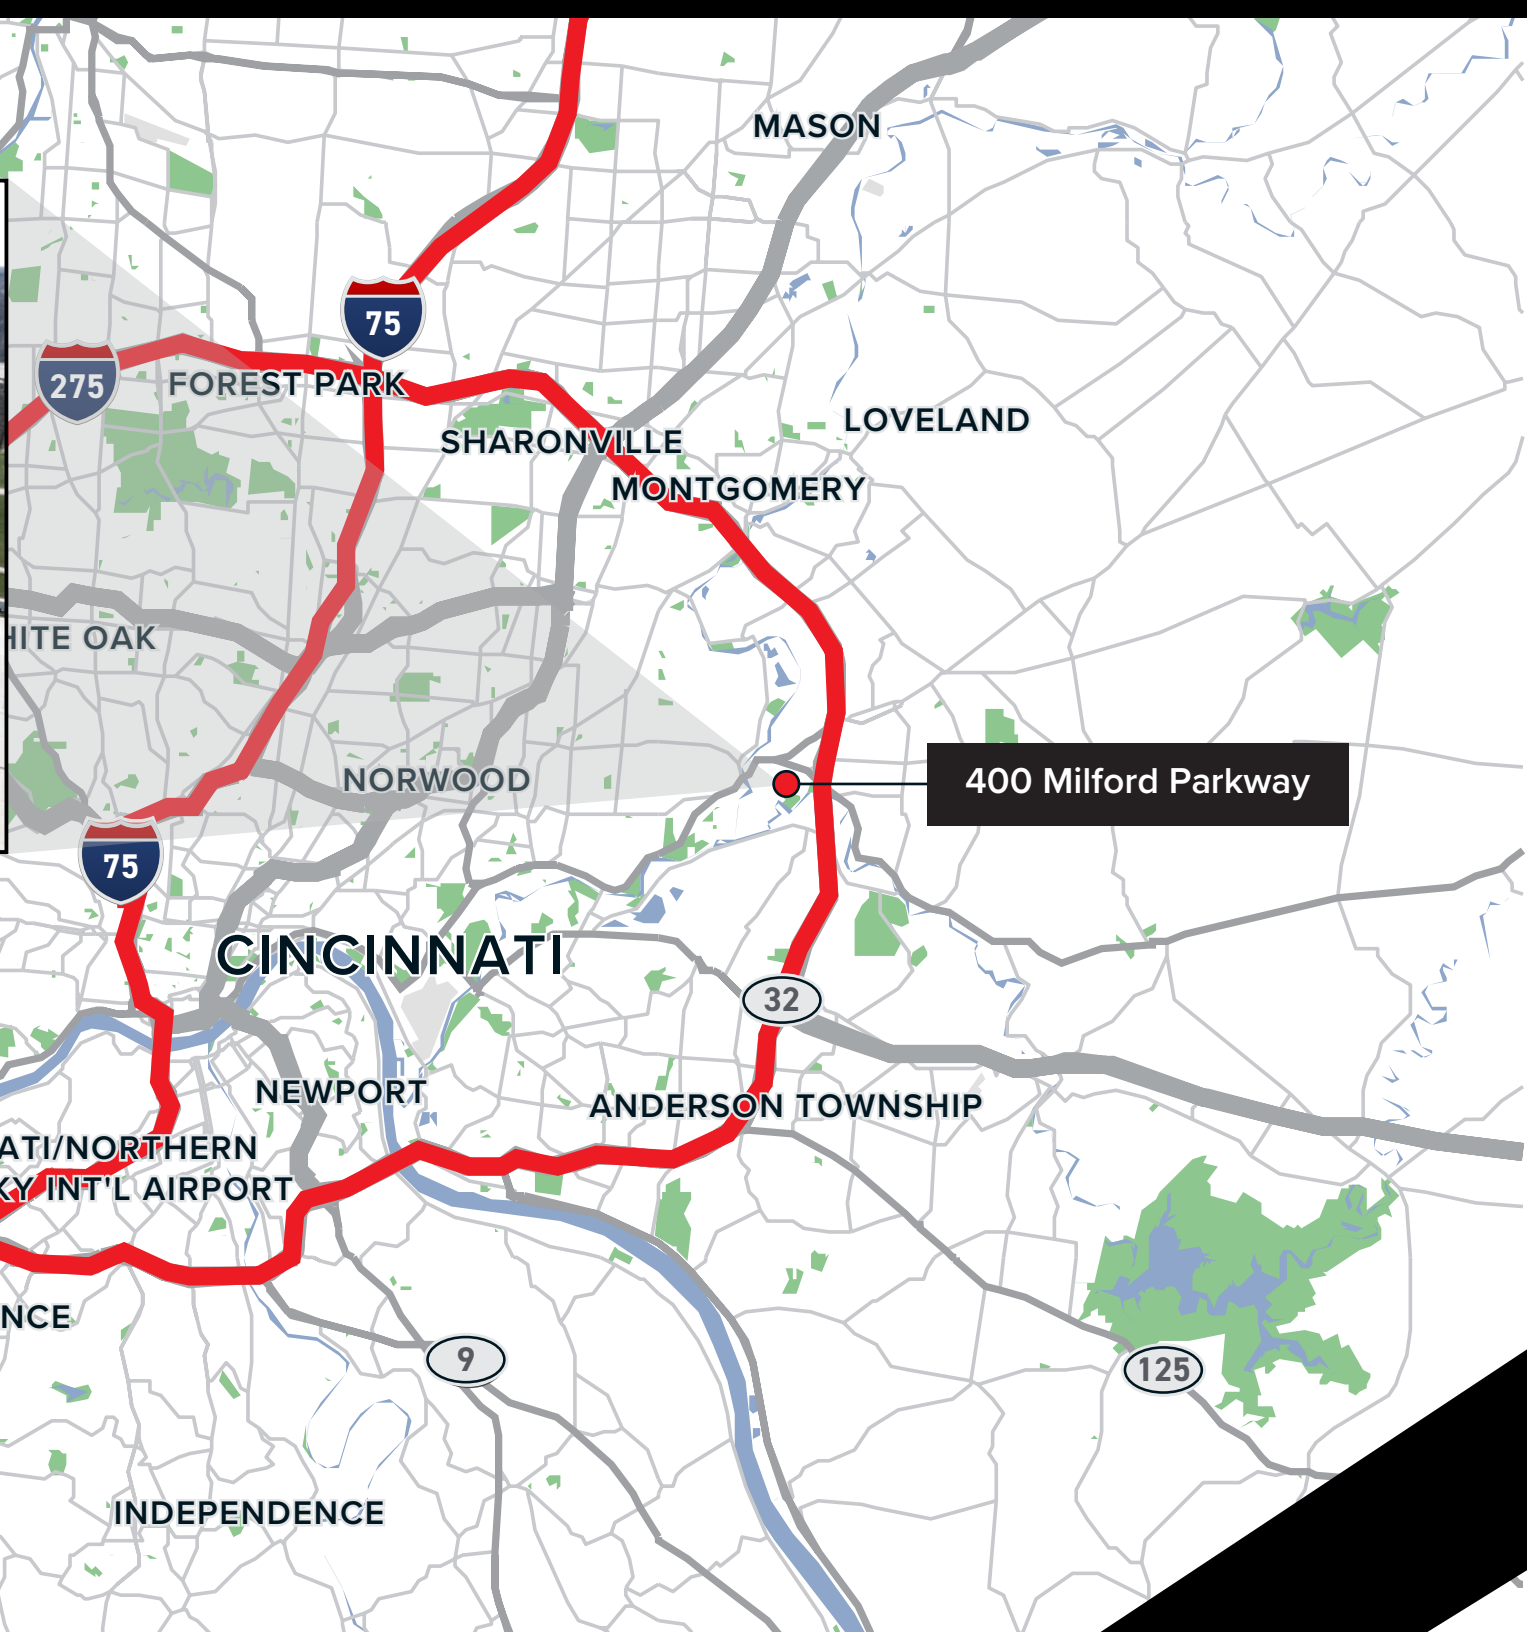 MASON
75
275
FOREST PARK
LOVELAND
SHARONVILLE
MONTGOMERY
HITE OAK
NORWOOD
400 Milford Parkway
75
CINCINNATI
32
NEWPORT
ANDERSON TOWNSHIP
ATI/NORTHERN
KY INT'L AIRPORT
NCE
9
125
INDEPENDENCE